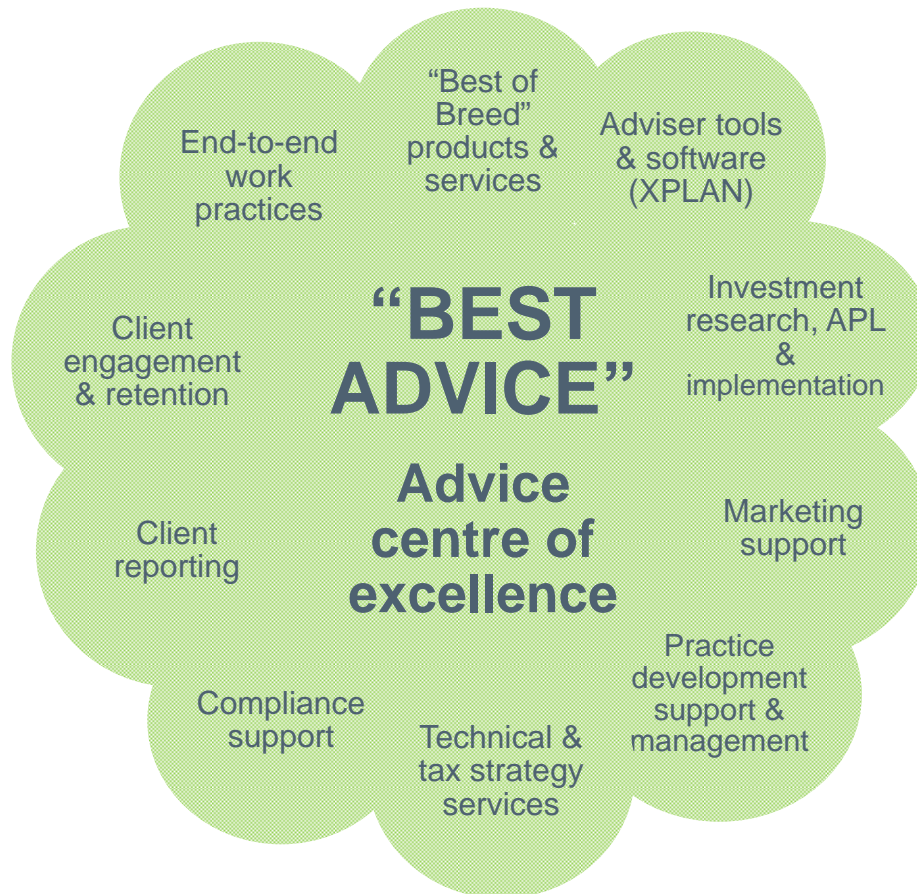 “Best of
Breed”
products &
services
Adviser tools
& software
(XPLAN)
Investment
research, APL
&
implementation
Marketing
support
Practice
development
support &
management
Technical &
tax strategy
services
Compliance
support
Client
reporting
Client
engagement
& retention
End-to-end
work
practices
“BEST
ADVICE”
Advice
centre of
excellence